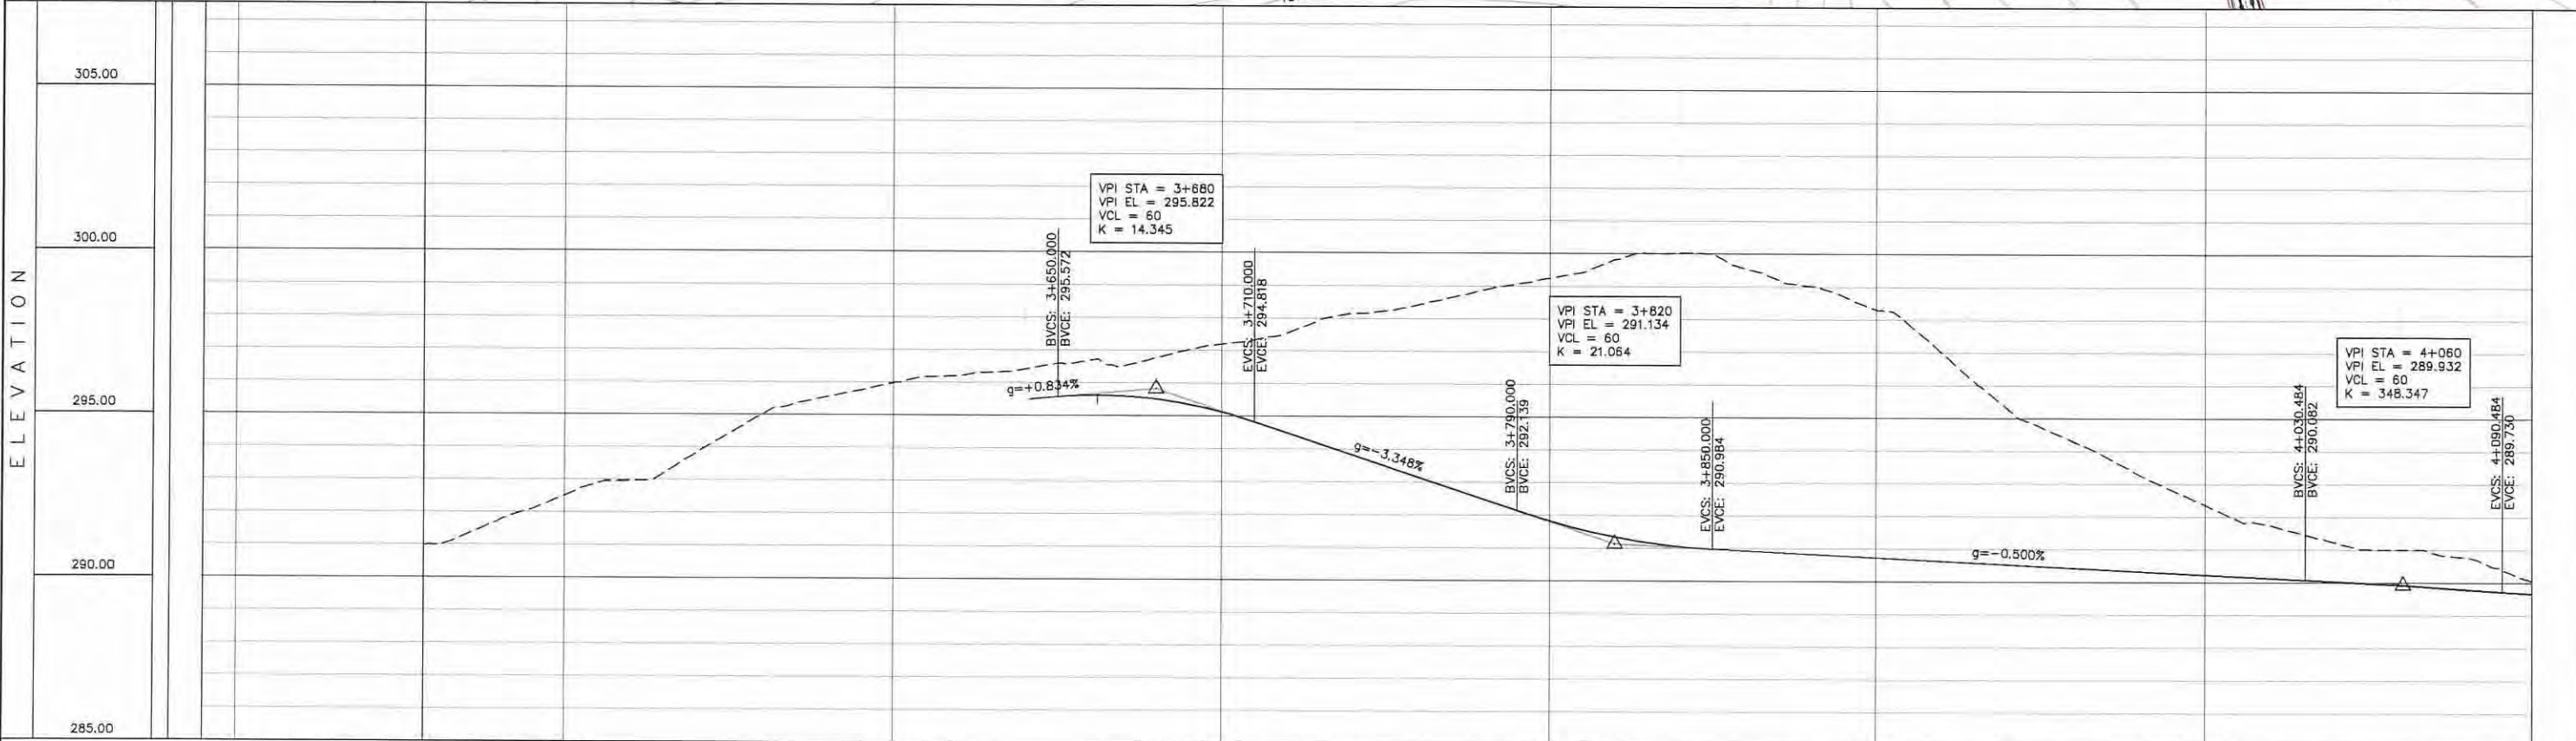 ELEVATION
305.00
300.00
295.00
290.00
285.00
VPI STA = 3+680
VPI EL = 295.822
VCL = 60
K = 14.345
BVCS: 3+650.000
BVCE: 295.572
EVCS: 3+710.000
EVCE: 294.818
g=+0.834%
g=-3.348%
VPI STA = 3+820
VPI EL = 291.134
VCL = 60
K = 21.064
BVCS: 3+790.000
BVCE: 292.139
EVCS: 3+850.000
EVCE: 290.984
g=-0.500%
VPI STA = 4+060
VPI EL = 289.932
VCL = 60
K = 348.347
BVCS: 4+030.484
BVCE: 290.082
EVCS: 4+090.484
EVCE: 289.730